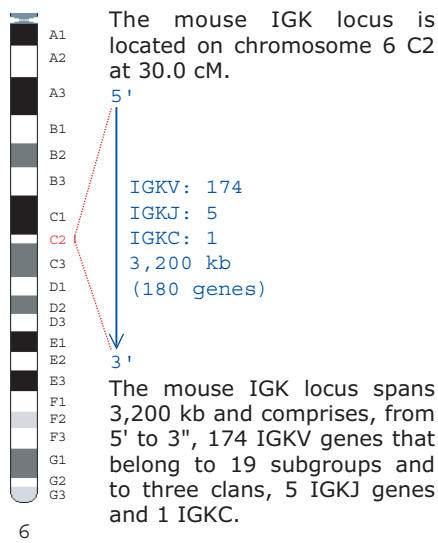 The mouse IGK locus is
located on chromosome 6 C2
at 30.0 cM.
A1
A2
A3
B1
B2
B3
C1
C2
C3
D1
D2
D3
E1
E2
E3
F1
F2
F3
G1
G2
G3
6
5'
IGKV: 174
IGKJ: 5
IGKC: 1
3,200 kb
(180 genes)
3'
The mouse IGK locus spans
3,200 kb and comprises, from
5' to 3", 174 IGKV genes that
belong to 19 subgroups and
to three clans, 5 IGKJ genes
and 1 IGKC.